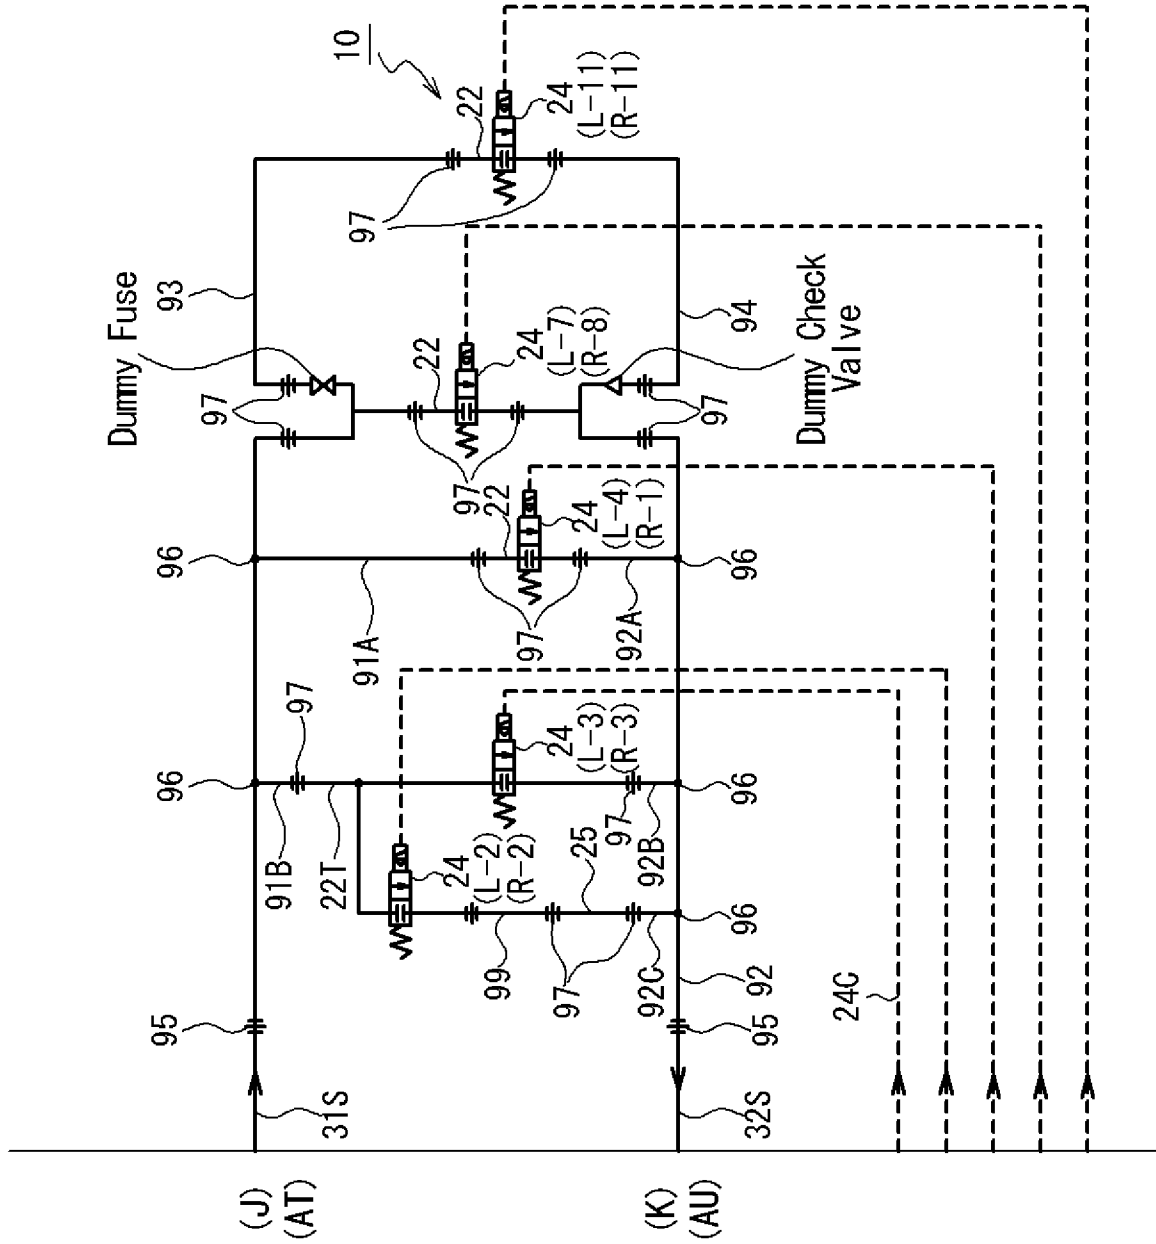 10
93
Dummy Fuse
97
22
24
(L-11)
(R-11)
97
22
24
(L-7)
(R-8)
94
Dummy Check
Valve
97
97
22
24
(L-4)
(R-1)
96
91A
97
92A
96
96
97
91B
22T
24
(L-3)
(R-3)
97
92B
96
24
(L-2)
(R-2)
25
99
97
92C
96
92
95
95
24C
31S
32S
(J)
(AT)
(K)
(AU)